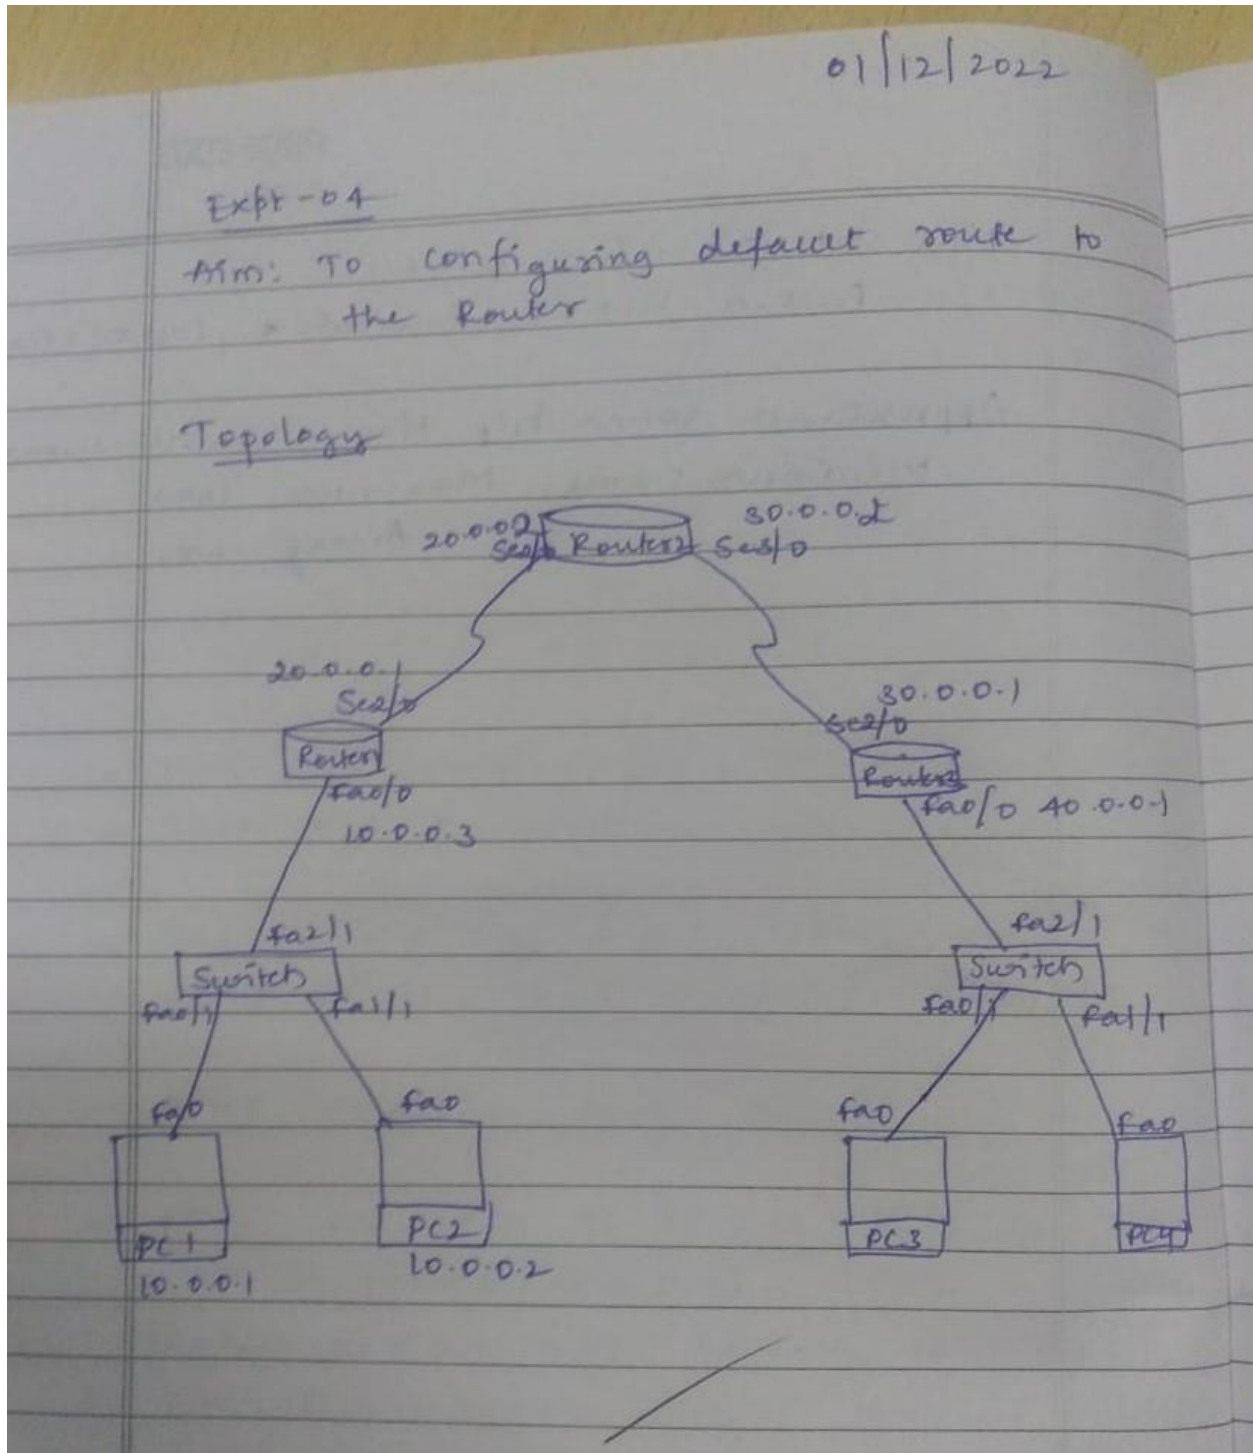 01/12/2022
Expt-04
Aim: To configuring default route to
the Router
Topology
20.0.0.2
30.0.0.2
Router2
Se3/0
20.0.0.1
Se2/0
30.0.0.1
Se2/0
Router1
fa0/0
10.0.0.3
fa0/0 40.0.0.1
fa2/1
fa2/1
Switch
Switch
fa0/1
fa1/1
fa0/1
fa1/1
fa0
fa0
fa0
fa0
PC1
PC2
PC3
PC4
10.0.0.1
10.0.0.2